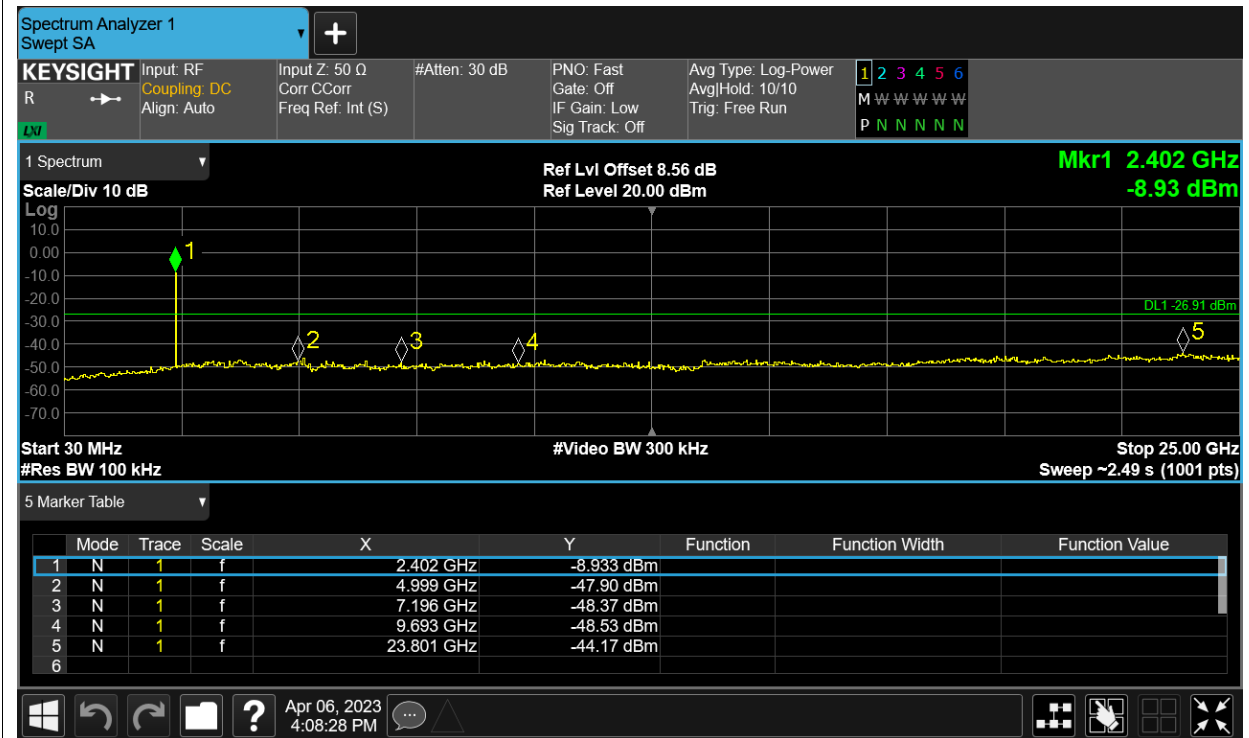 Spectrum Analyzer 1
Swept SA
KEYSIGHT
R
LXI
Input: RF
Coupling: DC
Align: Auto
Input Z: 50 Ω
Corr CCorr
Freq Ref: Int (S)
#Atten: 30 dB
PNO: Fast
Gate: Off
IF Gain: Low
Sig Track: Off
Avg Type: Log-Power
Avg|Hold: 10/10
Trig: Free Run
1 2 3 4 5 6
M W W W W W
P N N N N N
1 Spectrum
Scale/Div 10 dB
Ref Lvl Offset 8.56 dB
Ref Level 20.00 dBm
Mkr1 2.402 GHz
-8.93 dBm
Log
10.0
0.00
-10.0
-20.0
-30.0
-40.0
-50.0
-60.0
-70.0
1
2
3
4
5
DL1 -26.91 dBm
Start 30 MHz
#Res BW 100 kHz
#Video BW 300 kHz
Stop 25.00 GHz
Sweep ~2.49 s (1001 pts)
5 Marker Table
Mode Trace Scale X Y Function Function Width Function Value
1 N 1 f 2.402 GHz -8.933 dBm
2 N 1 f 4.999 GHz -47.90 dBm
3 N 1 f 7.196 GHz -48.37 dBm
4 N 1 f 9.693 GHz -48.53 dBm
5 N 1 f 23.801 GHz -44.17 dBm
6
?
Apr 06, 2023
4:08:28 PM